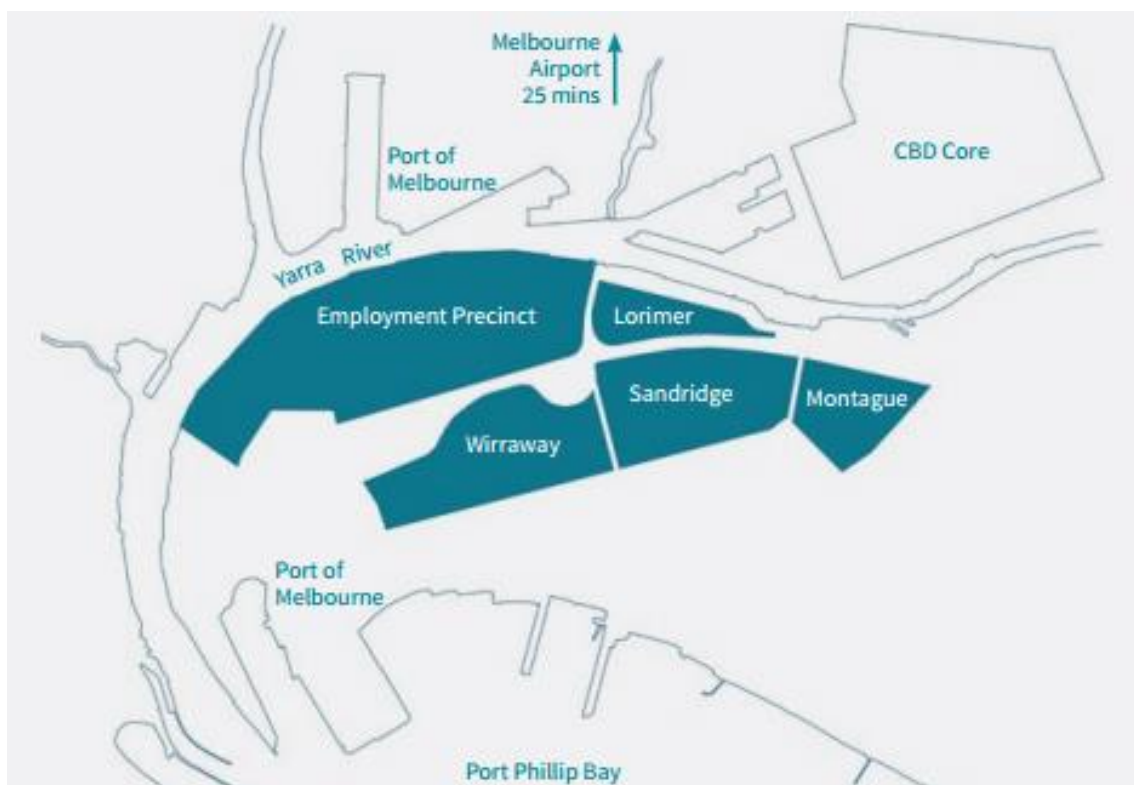 Melbourne
Airport
25 mins
CBD Core
Port of
Melbourne
Yarra River
Employment Precinct
Lorimer
Sandridge
Montague
Wirraway
Port of
Melbourne
Port Phillip Bay